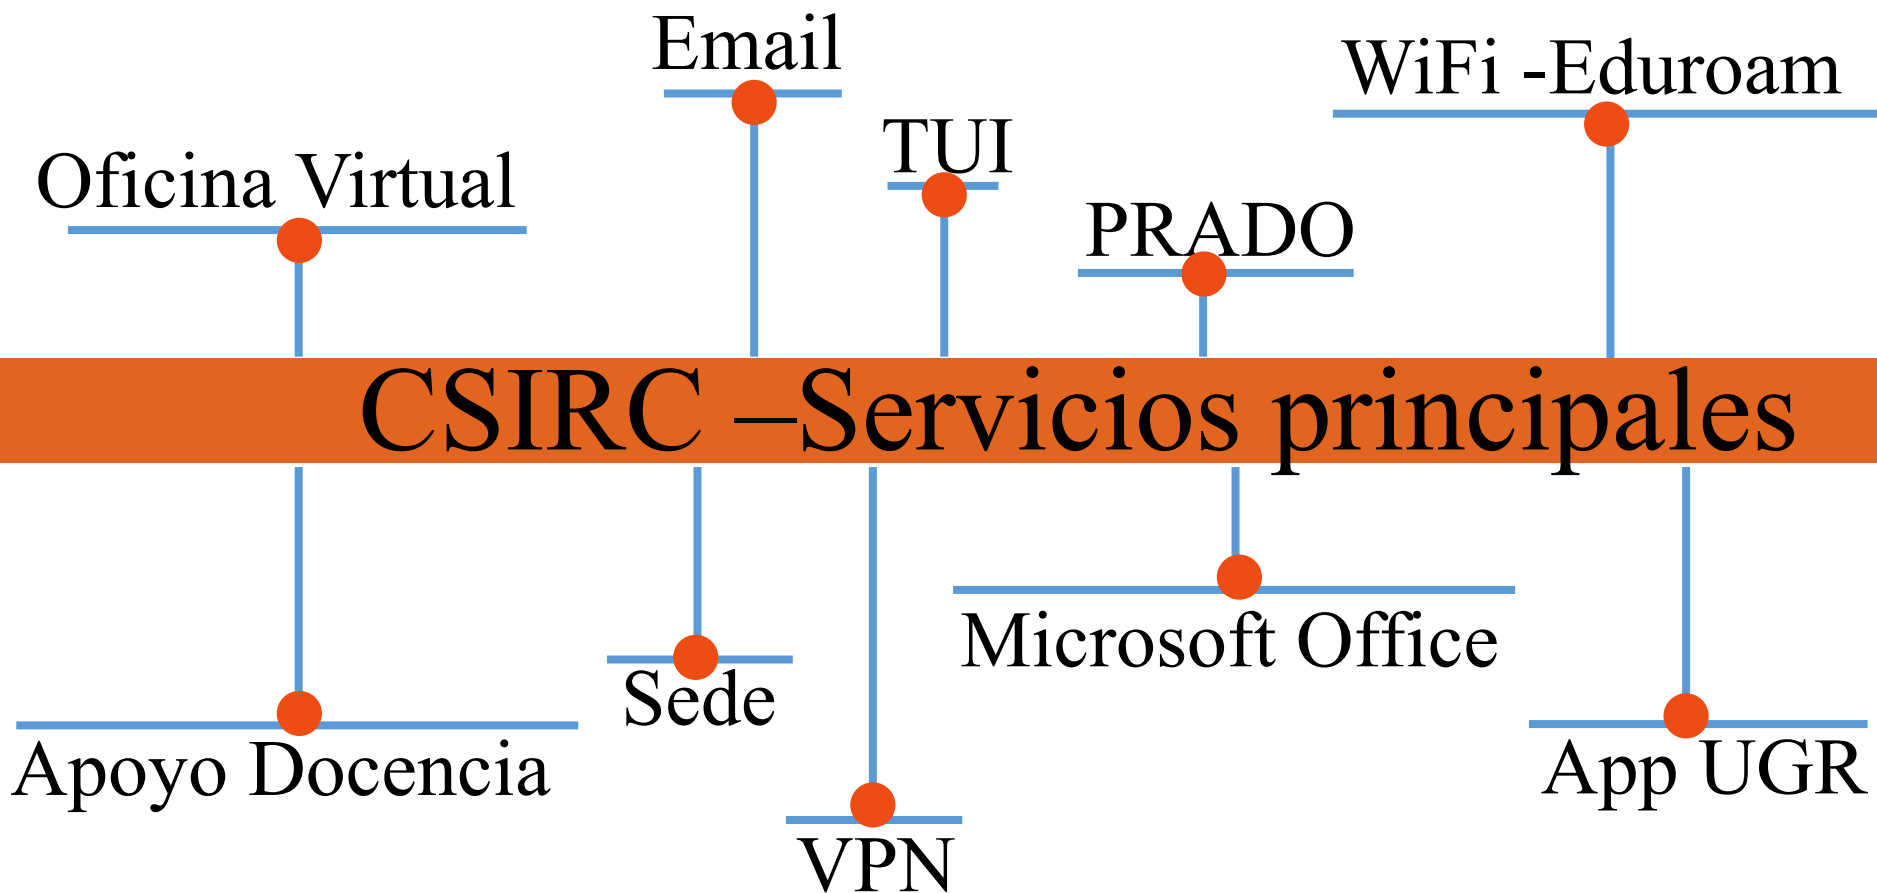 Email
WiFi -Eduroam
TUI
Oficina Virtual
PRADO
CSIRC –Servicios principales
Microsoft Office
Sede
Apoyo Docencia
App UGR
VPN